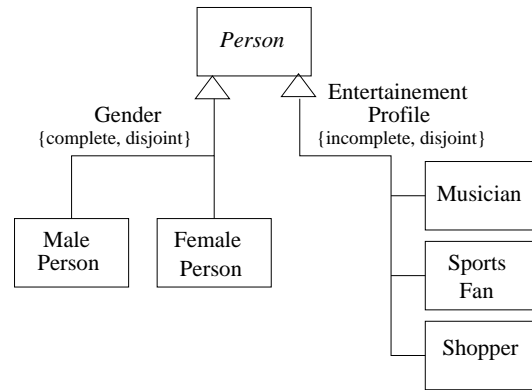 Person
Gender
{complete, disjoint}
Entertainement
Profile
{incomplete, disjoint}
Male
Person
Female
Person
Musician
Sports
Fan
Shopper